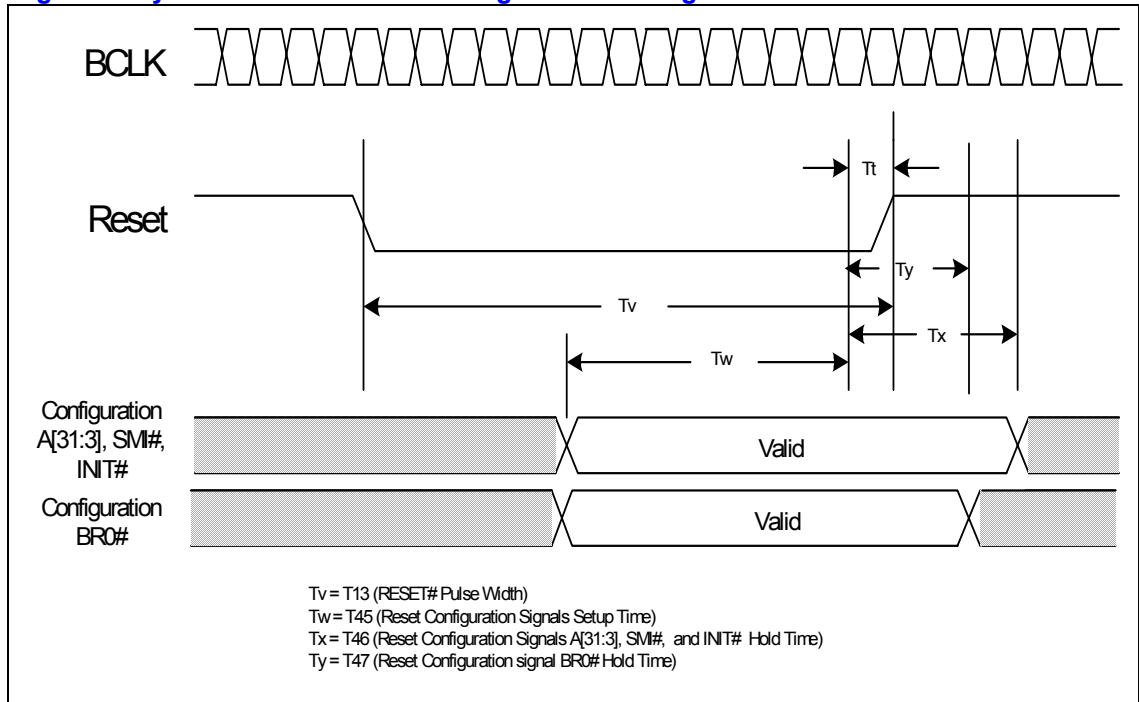 BCLK
Reset
Tt
Ty
Tv
Tx
Tw
Configuration
A[31:3], SMI#,
INIT#
Valid
Configuration
BR0#
Valid
Tv = T13 (RESET# Pulse Width)
Tw = T45 (Reset Configuration Signals Setup Time)
Tx = T46 (Reset Configuration Signals A[31:3], SMI#, and INIT# Hold Time)
Ty = T47 (Reset Configuration signal BR0# Hold Time)